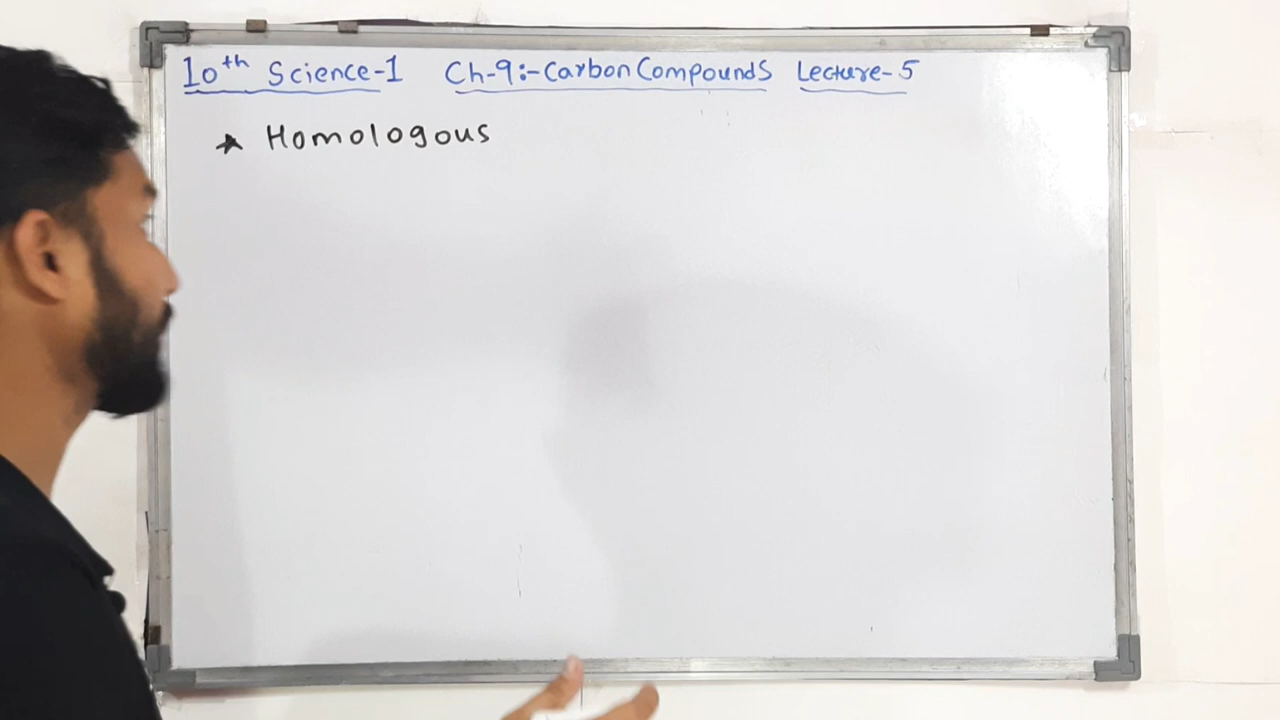 10th Science-1 Ch-9:- Carbon Compounds Lecture-5
★ Homologous